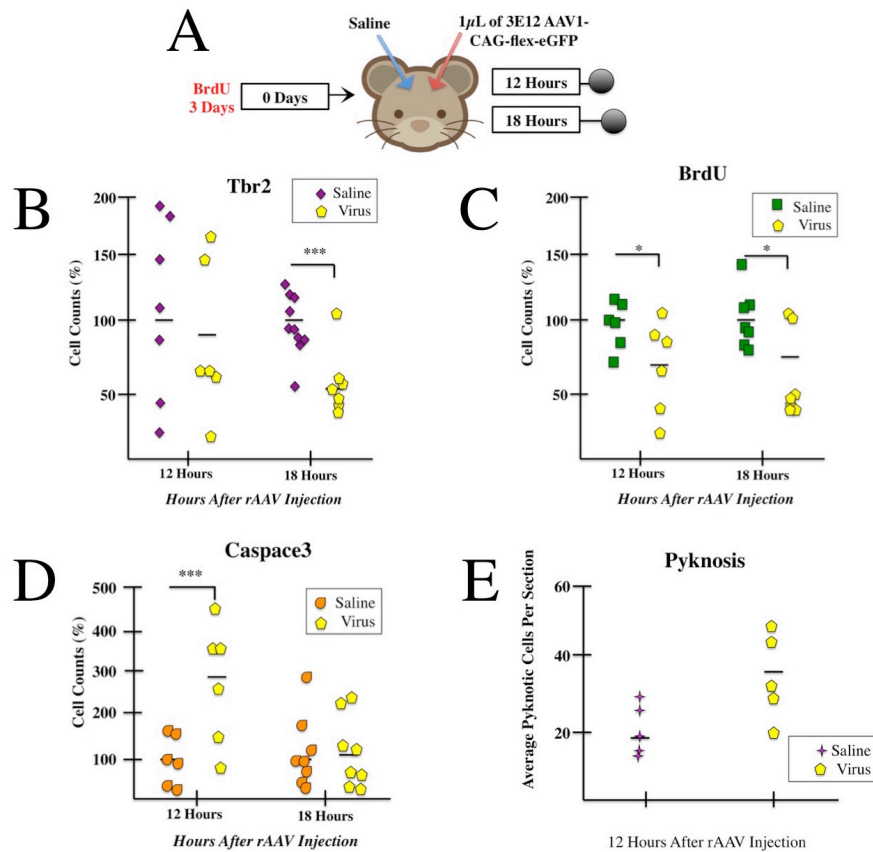 A
Saline
1µL of 3E12 AAV1-
CAG-flex-eGFP
BrdU
3 Days
0 Days
12 Hours
18 Hours
B
Tbr2
Saline
Virus
200
150
100
50
Cell Counts (%)
***
12 Hours
18 Hours
Hours After rAAV Injection
C
BrdU
Saline
Virus
200
150
100
50
Cell Counts (%)
*
*
12 Hours
18 Hours
Hours After rAAV Injection
D
Caspace3
Saline
Virus
500
400
300
200
100
Cell Counts (%)
***
12 Hours
18 Hours
Hours After rAAV Injection
E
Pyknosis
60
40
20
Average Pyknotic Cells Per Section
Saline
Virus
12 Hours After rAAV Injection